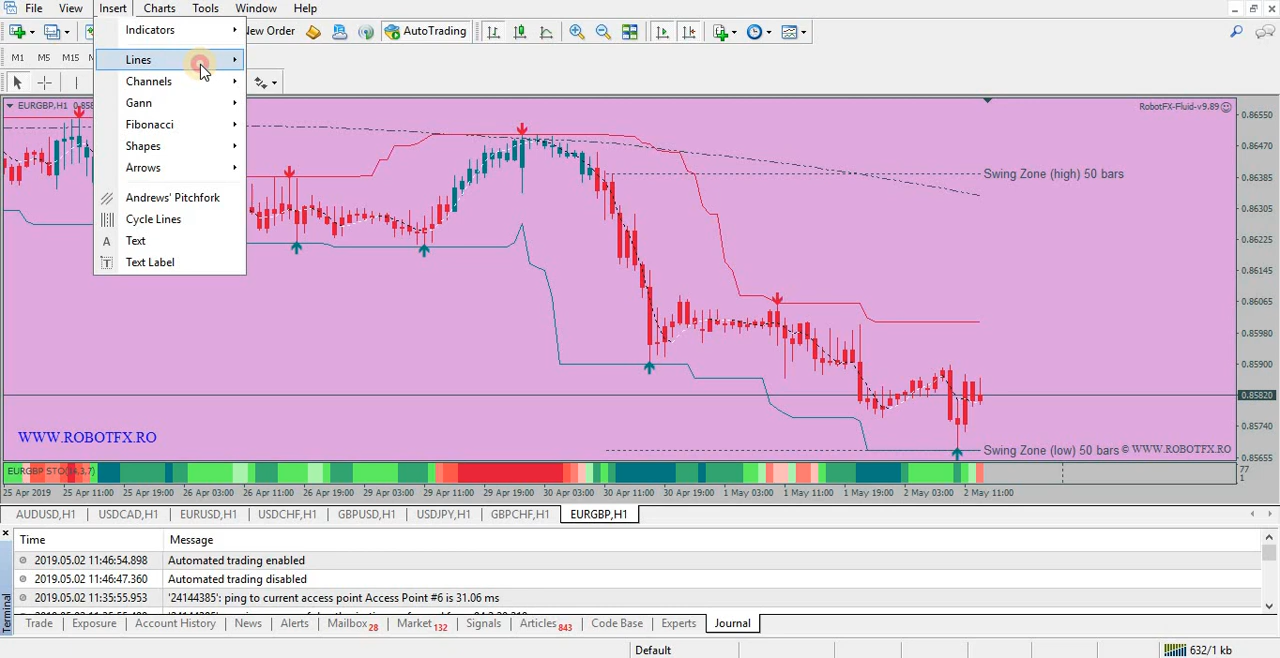 File View Insert Charts Tools Window Help
Indicators
New Order
AutoTrading
M1 M5 M15
Lines
Channels
Gann
Fibonacci
Shapes
Arrows
Andrews' Pitchfork
Cycle Lines
A Text
T Text Label
EURGBP,H1
RobotFX-Fluid-v9.89
0.86550
0.86470
0.86385
0.86305
0.86225
0.86145
0.86065
0.85980
0.85900
0.85820
0.85740
0.85655
Swing Zone (high) 50 bars
Swing Zone (low) 50 bars
© WWW.ROBOTFX.RO
WWW.ROBOTFX.RO
EURGBP STO(14,3,7)
77
1
25 Apr 2019 25 Apr 11:00 25 Apr 19:00 26 Apr 03:00 26 Apr 11:00 26 Apr 19:00 29 Apr 03:00 29 Apr 11:00 29 Apr 19:00 30 Apr 03:00 30 Apr 11:00 30 Apr 19:00 1 May 03:00 1 May 11:00 1 May 19:00 2 May 03:00 2 May 11:00
AUDUSD,H1 USDCAD,H1 EURUSD,H1 USDCHF,H1 GBPUSD,H1 USDJPY,H1 GBPCHF,H1 EURGBP,H1
Time Message
2019.05.02 11:46:54.898 Automated trading enabled
2019.05.02 11:46:47.360 Automated trading disabled
2019.05.02 11:35:55.953 '24144385': ping to current access point Access Point #6 is 31.06 ms
Terminal
Trade Exposure Account History News Alerts Mailbox 28 Market 132 Signals Articles 843 Code Base Experts Journal
Default
632/1 kb